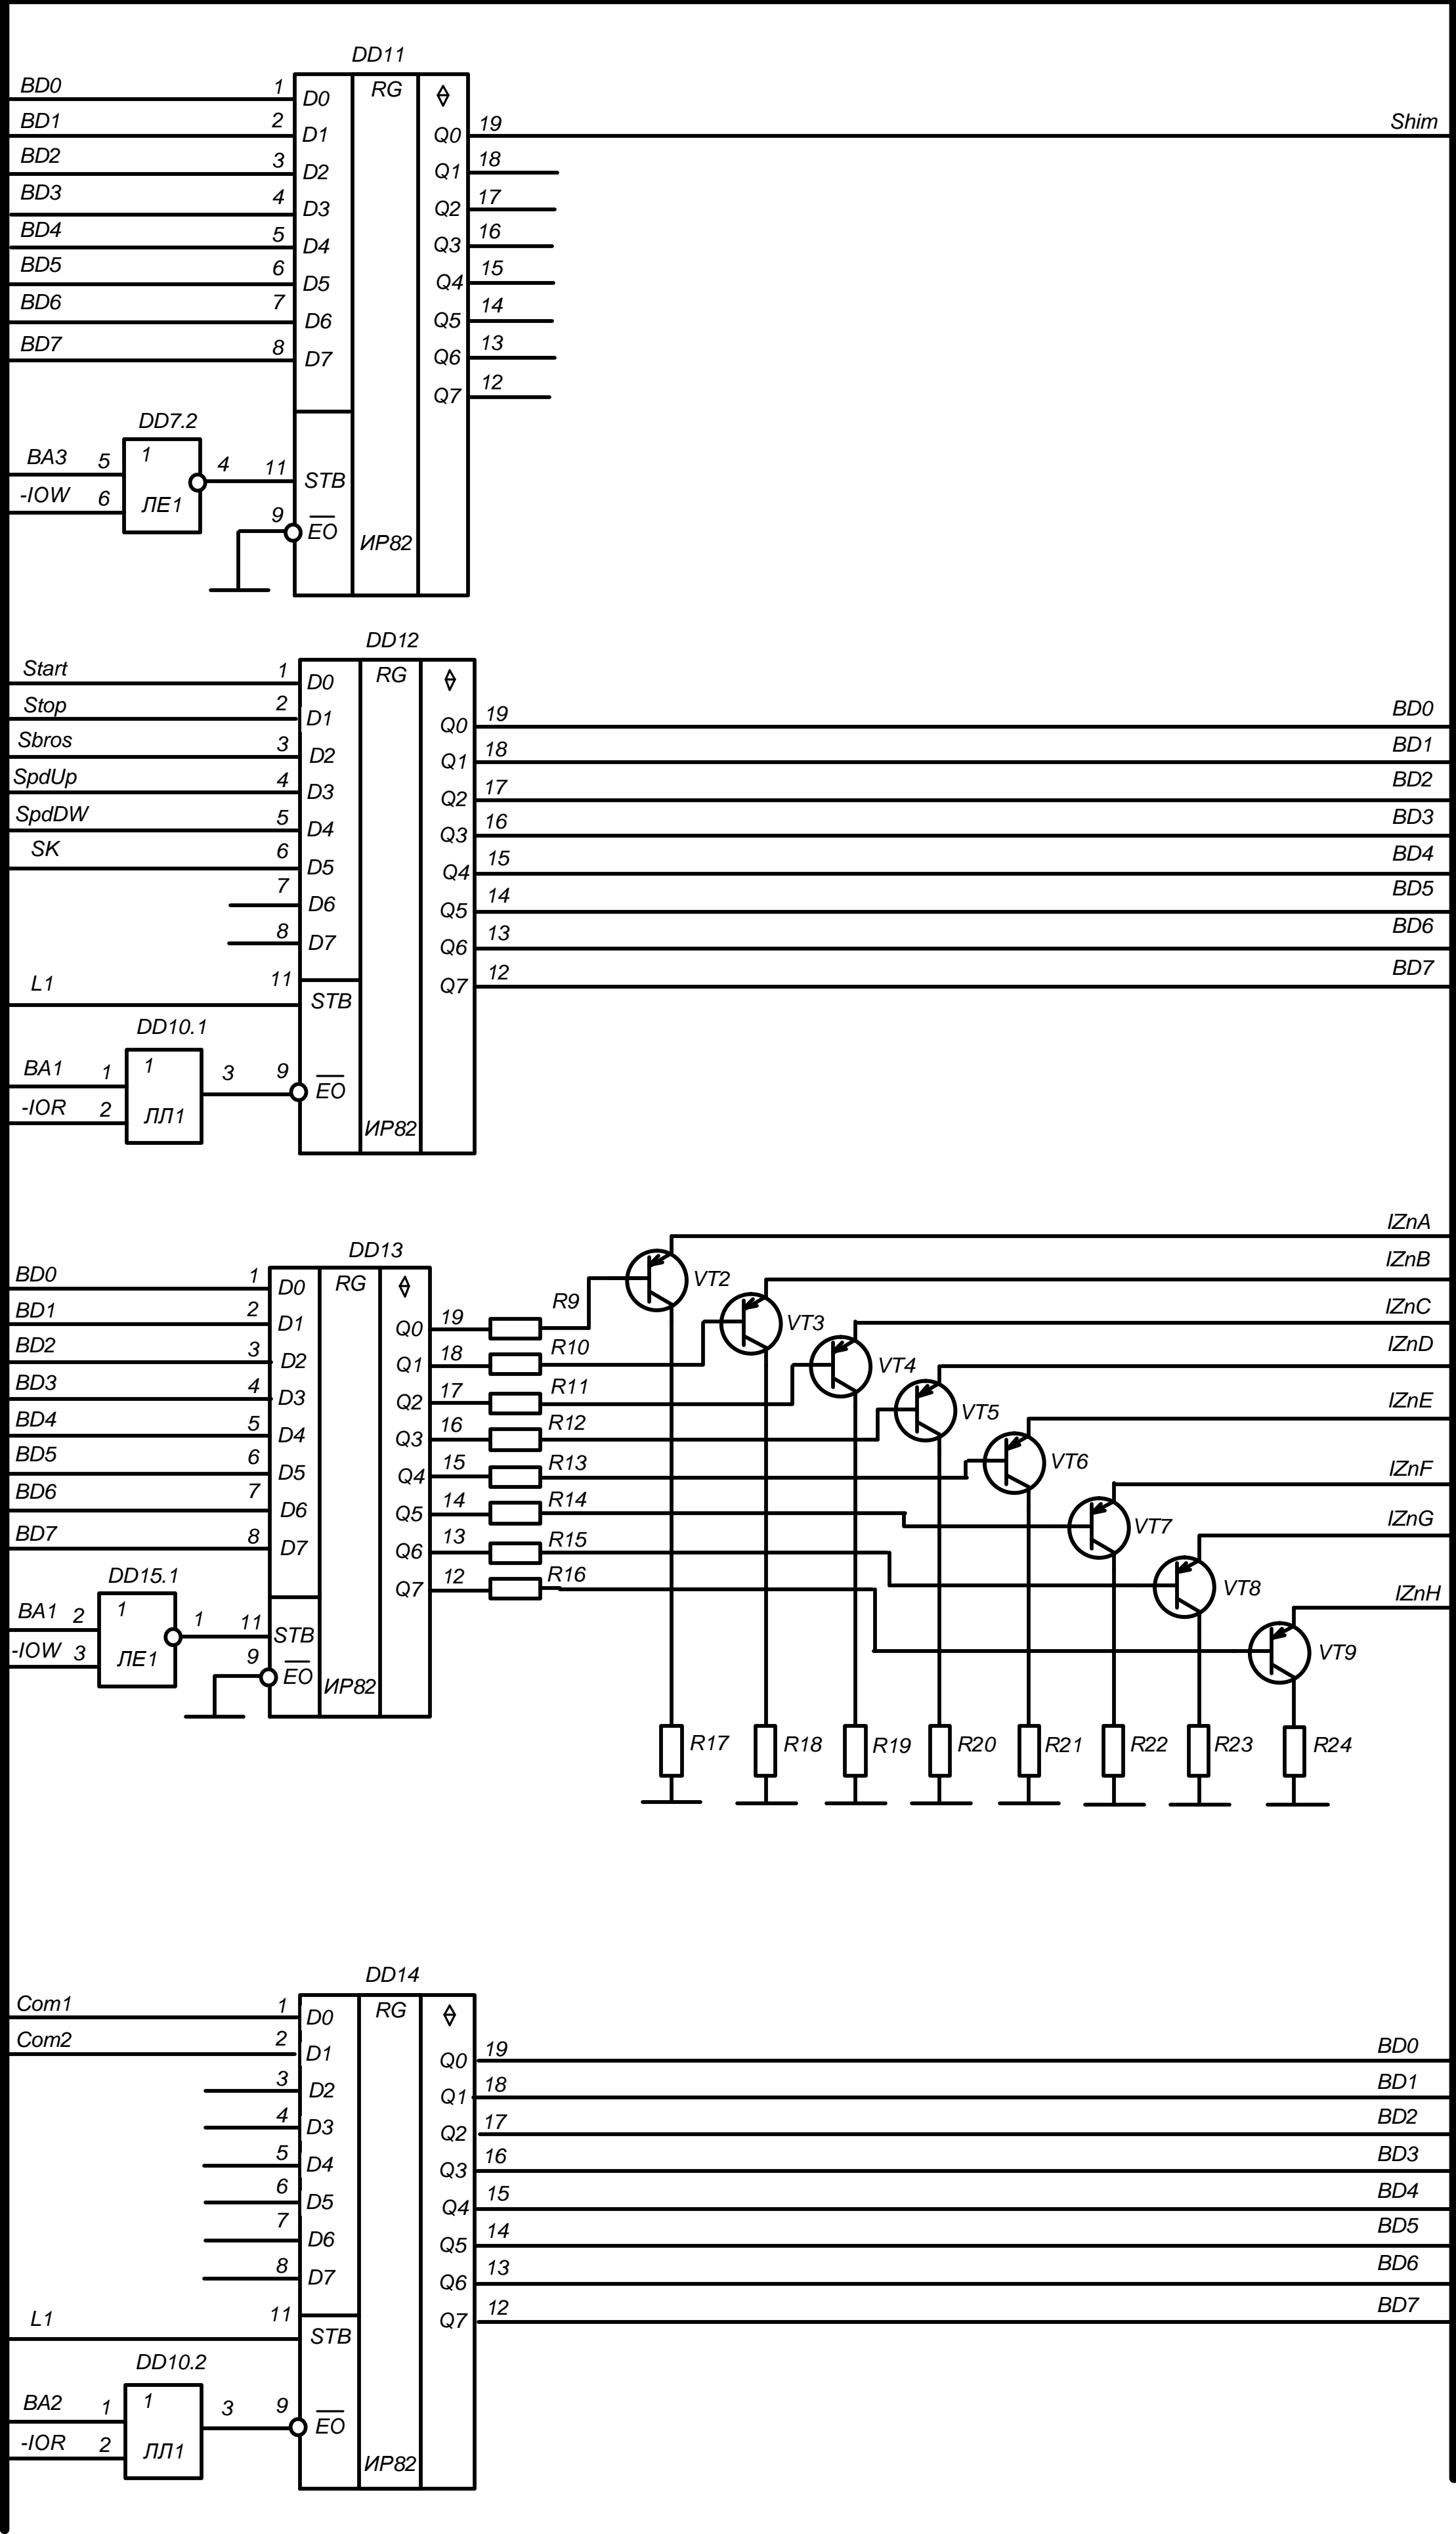 DD11
BD0 1 D0 RG
BD1 2 D1 Q0 19 Shim
BD2 3 D2 Q1 18
BD3 4 D3 Q2 17
BD4 5 D4 Q3 16
BD5 6 D5 Q4 15
BD6 7 D6 Q5 14
BD7 8 D7 Q6 13
Q7 12
DD7.2
BA3 5 1 4 11 STB
-IOW 6 ЛЕ1
9 EO ИР82
DD12
Start 1 D0 RG
Stop 2 D1 Q0 19 BD0
Sbros 3 D2 Q1 18 BD1
SpdUp 4 D3 Q2 17 BD2
SpdDW 5 D4 Q3 16 BD3
SK 6 D5 Q4 15 BD4
7 D6 Q5 14 BD5
8 D7 Q6 13 BD6
L1 11 STB Q7 12 BD7
DD10.1
BA1 1 1 3 9 EO
-IOR 2 ЛЛ1 ИР82
DD13
BD0 1 D0 RG
BD1 2 D1 Q0 19 R9 VT2 IZnA
BD2 3 D2 Q1 18 R10 VT3 IZnB
BD3 4 D3 Q2 17 R11 VT4 IZnC
BD4 5 D4 Q3 16 R12 VT5 IZnD
BD5 6 D5 Q4 15 R13 VT6 IZnE
BD6 7 D6 Q5 14 R14 VT7 IZnF
BD7 8 D7 Q6 13 R15 VT8 IZnG
Q7 12 R16 VT9 IZnH
DD15.1
BA1 2 1 1 11 STB
-IOW 3 ЛЕ1 9 EO ИР82
R17 R18 R19 R20 R21 R22 R23 R24
DD14
Com1 1 D0 RG
Com2 2 D1 Q0 19 BD0
3 D2 Q1 18 BD1
4 D3 Q2 17 BD2
5 D4 Q3 16 BD3
6 D5 Q4 15 BD4
7 D6 Q5 14 BD5
8 D7 Q6 13 BD6
L1 11 STB Q7 12 BD7
DD10.2
BA2 1 1 3 9 EO
-IOR 2 ЛЛ1 ИР82